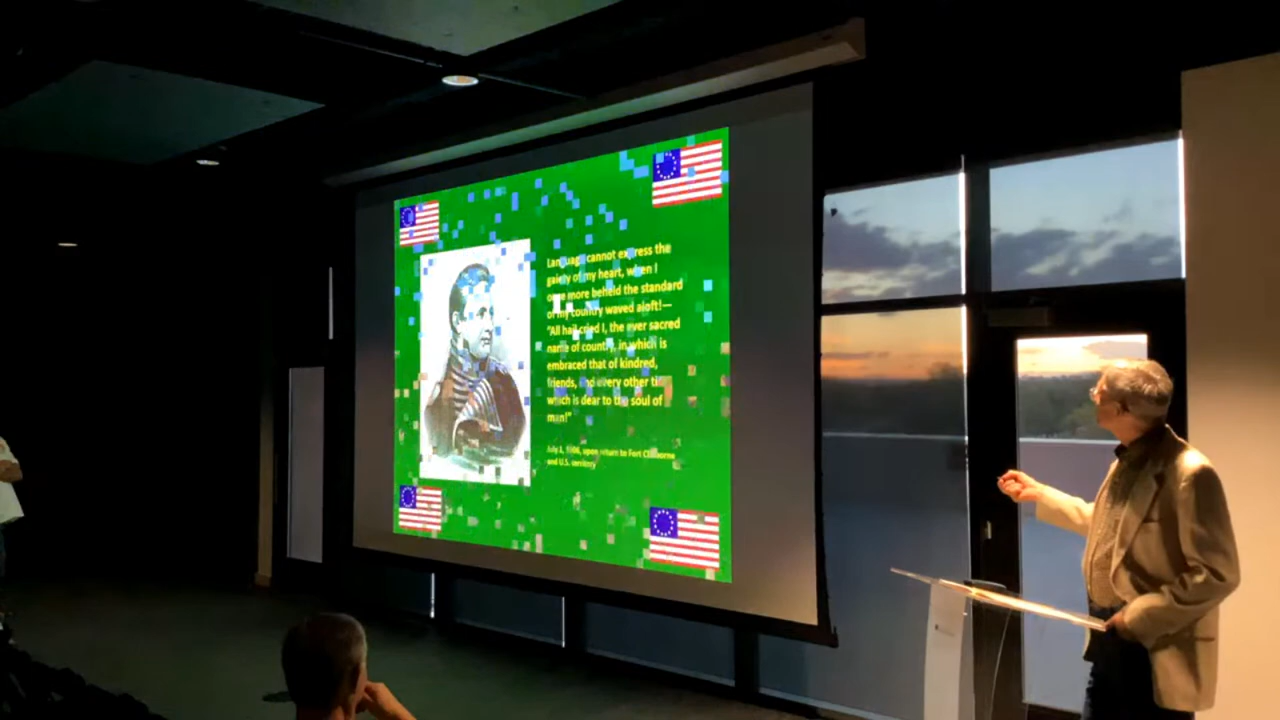 Language cannot express the
gaiety of my heart, when I
once more beheld the standard
of my country waved aloft!—
"All hail cried I, the ever sacred
name of country, in which is
embraced that of kindred,
friends, and every other tie
which is dear to the soul of
man!"
July 1, upon return to Fort Claiborne
and U.S. territory